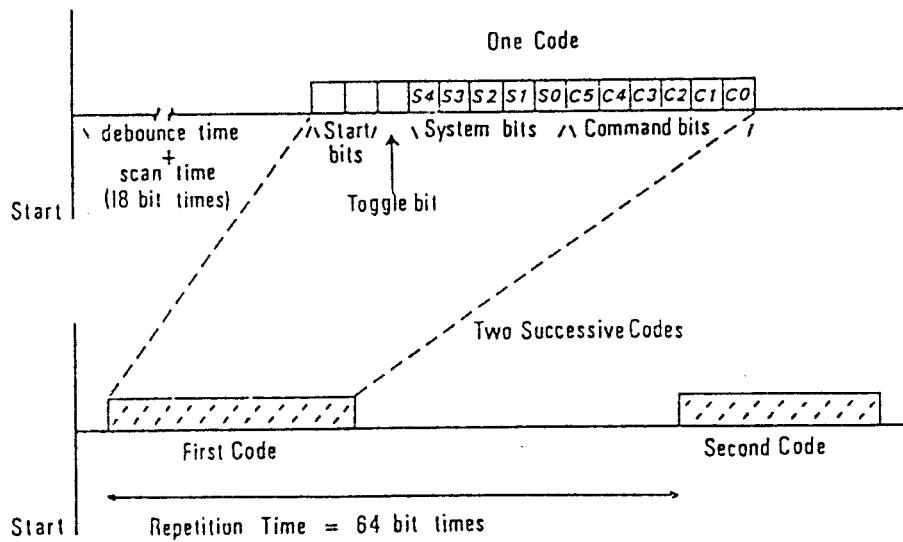 One Code
S4 S3 S2 S1 S0 C5 C4 C3 C2 C1 C0
debounce time
+
scan time
(18 bit times)
Start
bits
System bits
Command bits
Toggle bit
Start
Two Successive Codes
First Code
Second Code
Repetition Time = 64 bit times
Start